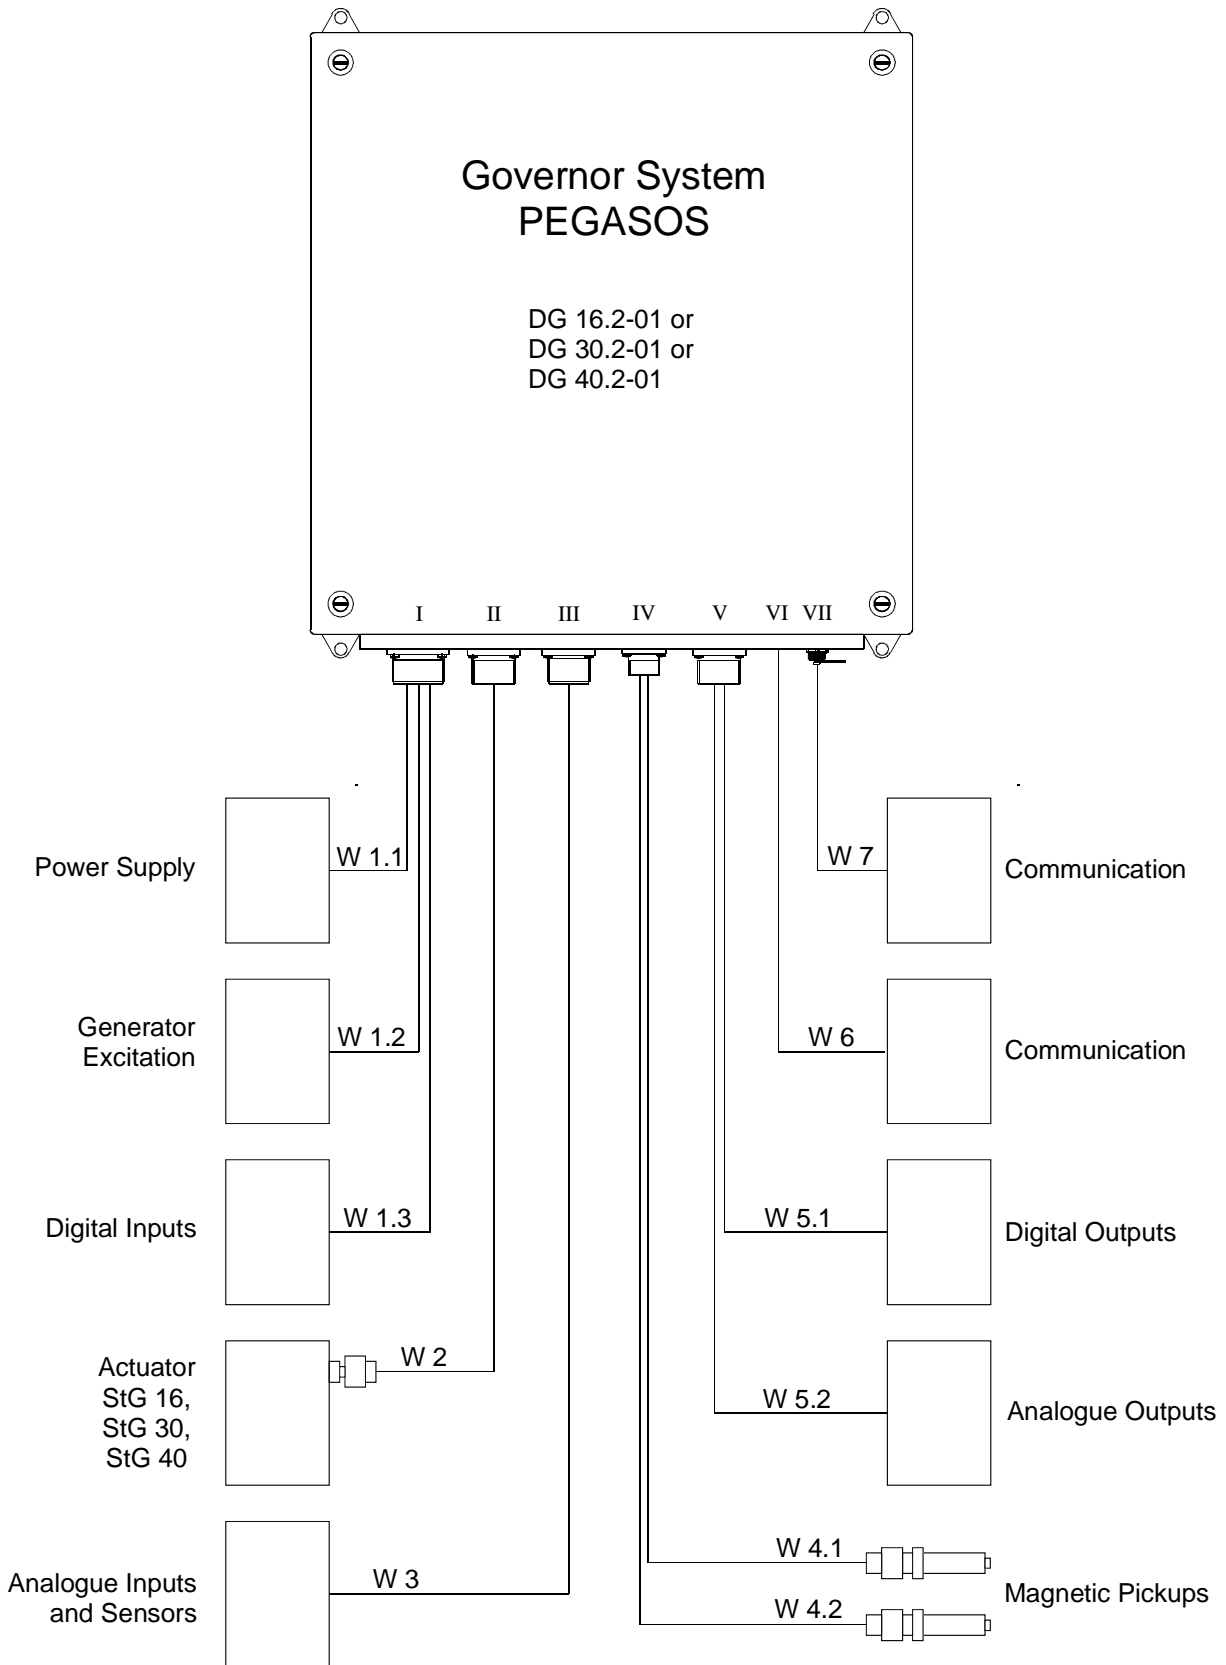 Governor System
PEGASOS
DG 16.2-01 or
DG 30.2-01 or
DG 40.2-01
I II III IV V VI VII
Power Supply
W 1.1
W 7
Communication
Generator
Excitation
W 1.2
W 6
Communication
Digital Inputs
W 1.3
W 5.1
Digital Outputs
Actuator
StG 16,
StG 30,
StG 40
W 2
W 5.2
Analogue Outputs
Analogue Inputs
and Sensors
W 3
W 4.1
W 4.2
Magnetic Pickups